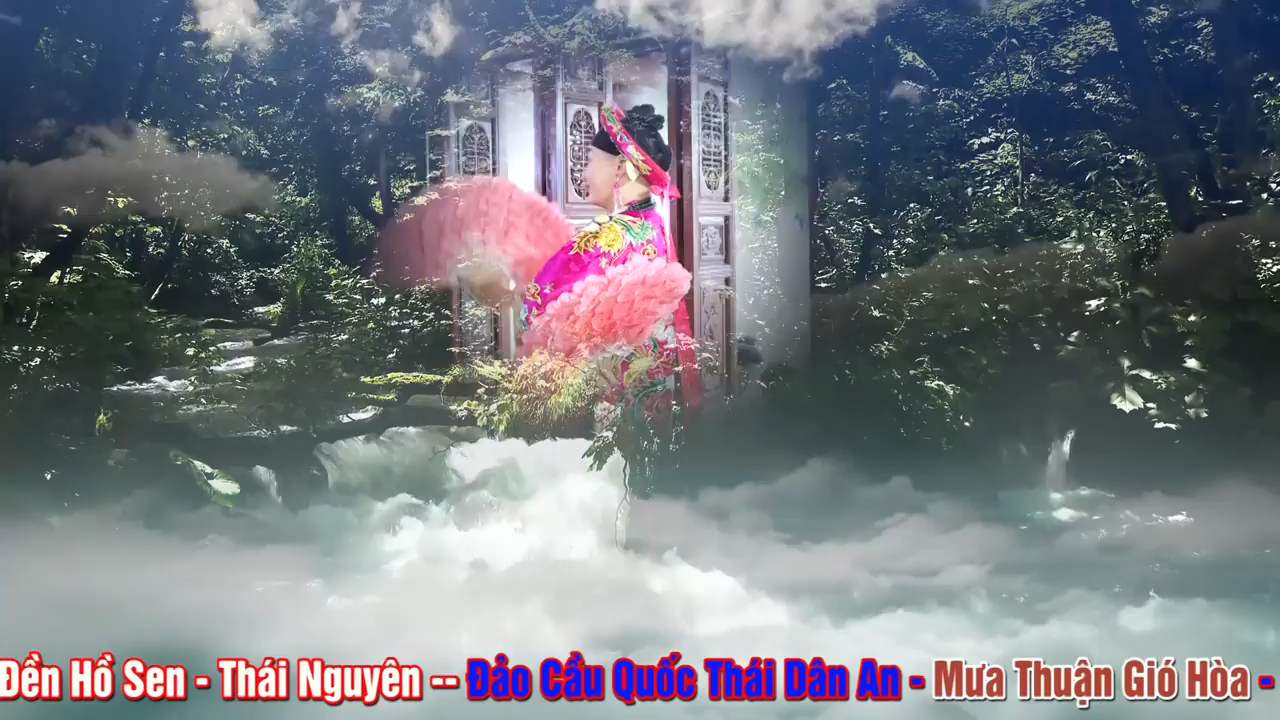 Đền Hồ Sen - Thái Nguyên -- Đảo Cầu Quốc Thái Dân An - Mưa Thuận Gió Hòa -